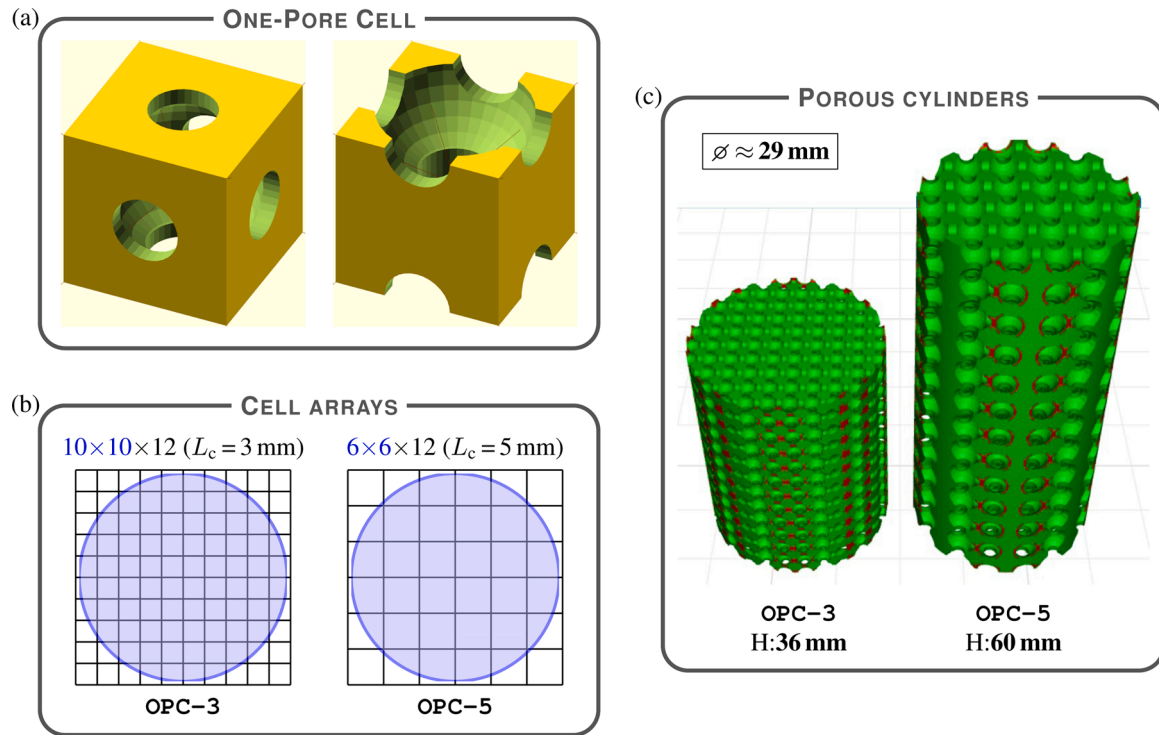 (a)
ONE-PORE CELL
(b)
CELL ARRAYS
10×10×12 (Lc = 3 mm)
6×6×12 (Lc = 5 mm)
OPC-3
OPC-5
(c)
POROUS CYLINDERS
⌀ ≈ 29 mm
OPC-3
H:36 mm
OPC-5
H:60 mm